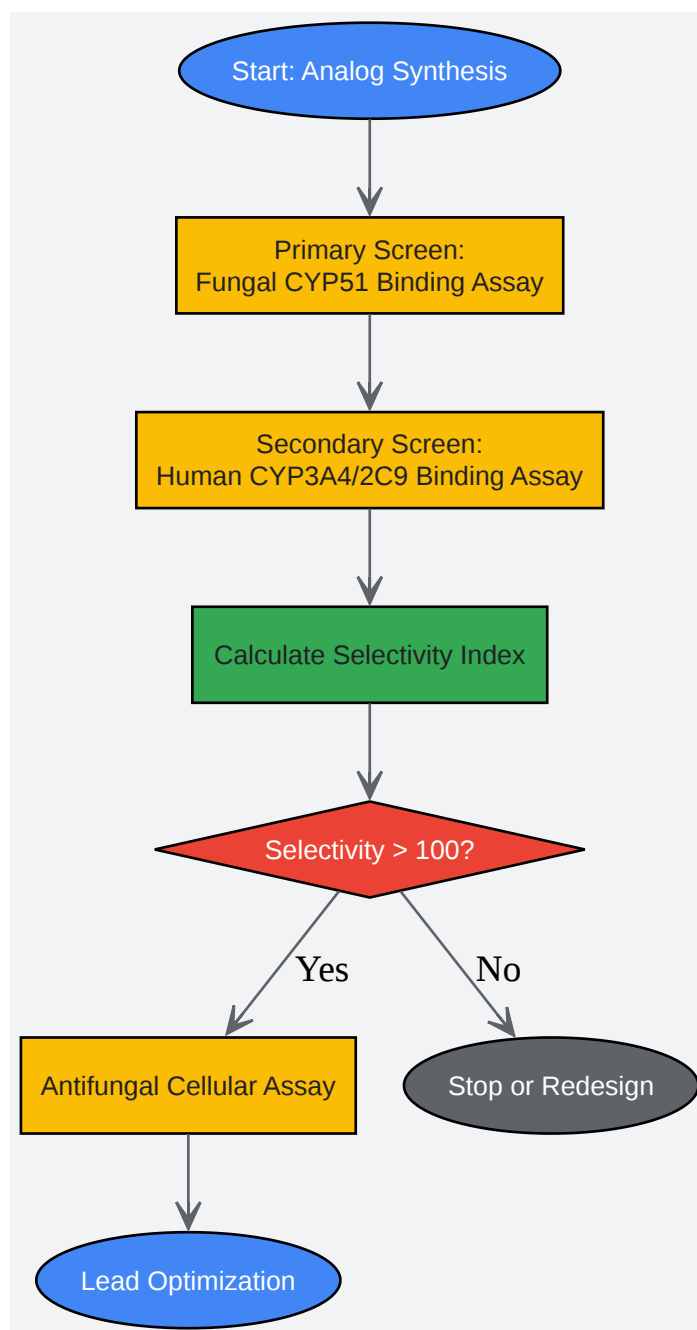 Start: Analog Synthesis
Primary Screen:
Fungal CYP51 Binding Assay
Secondary Screen:
Human CYP3A4/2C9 Binding Assay
Calculate Selectivity Index
Selectivity > 100?
Yes
No
Antifungal Cellular Assay
Stop or Redesign
Lead Optimization